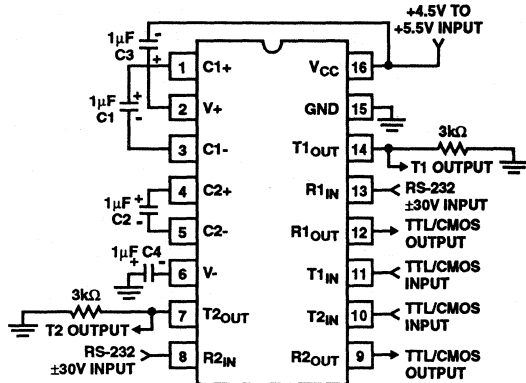 +4.5V TO
+5.5V INPUT
1μF
C3
-
+
1 C1+
VCC 16
1μF
C1
+
-
2 V+
GND 15
3 C1-
T1OUT 14
3kΩ
T1 OUTPUT
4 C2+
R1IN 13
RS-232
±30V INPUT
1μF
C2
+
-
5 C2-
R1OUT 12
TTL/CMOS
OUTPUT
1μF C4
+
-
6 V-
T1IN 11
TTL/CMOS
INPUT
3kΩ
T2 OUTPUT
7 T2OUT
T2IN 10
TTL/CMOS
INPUT
RS-232
±30V INPUT
8 R2IN
R2OUT 9
TTL/CMOS
OUTPUT